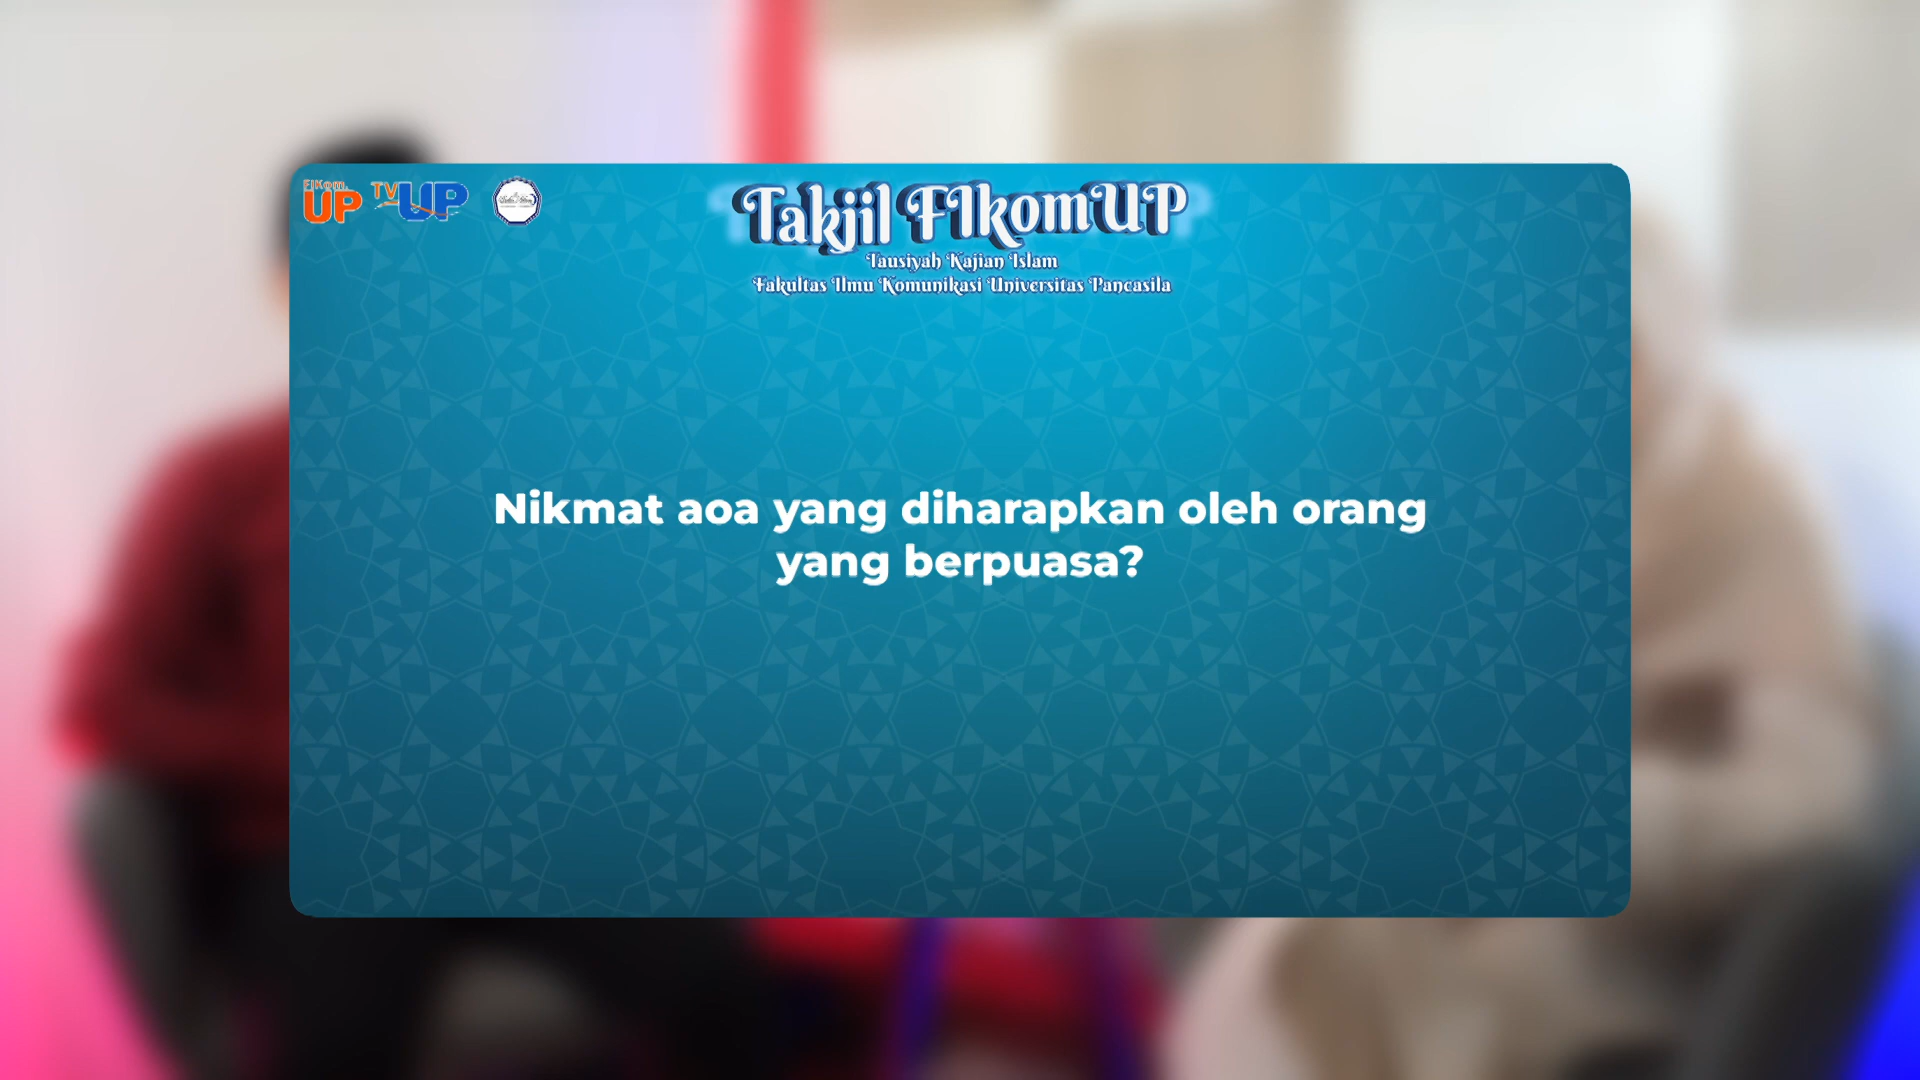 FIKom
UP
TV UP
Takjil FIkomUP
Tausiyah Kajian Islam
Fakultas Ilmu Komunikasi Universitas Pancasila
Nikmat aoa yang diharapkan oleh orang
yang berpuasa?